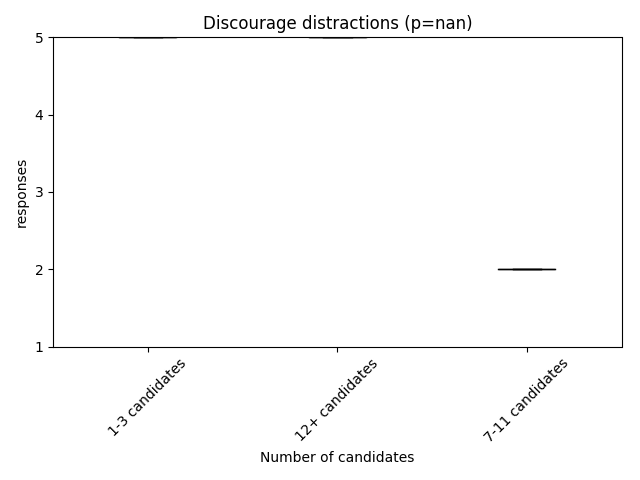 Discourage distractions (p=nan)
5
4
3
2
1
responses
1-3 candidates
12+ candidates
7-11 candidates
Number of candidates